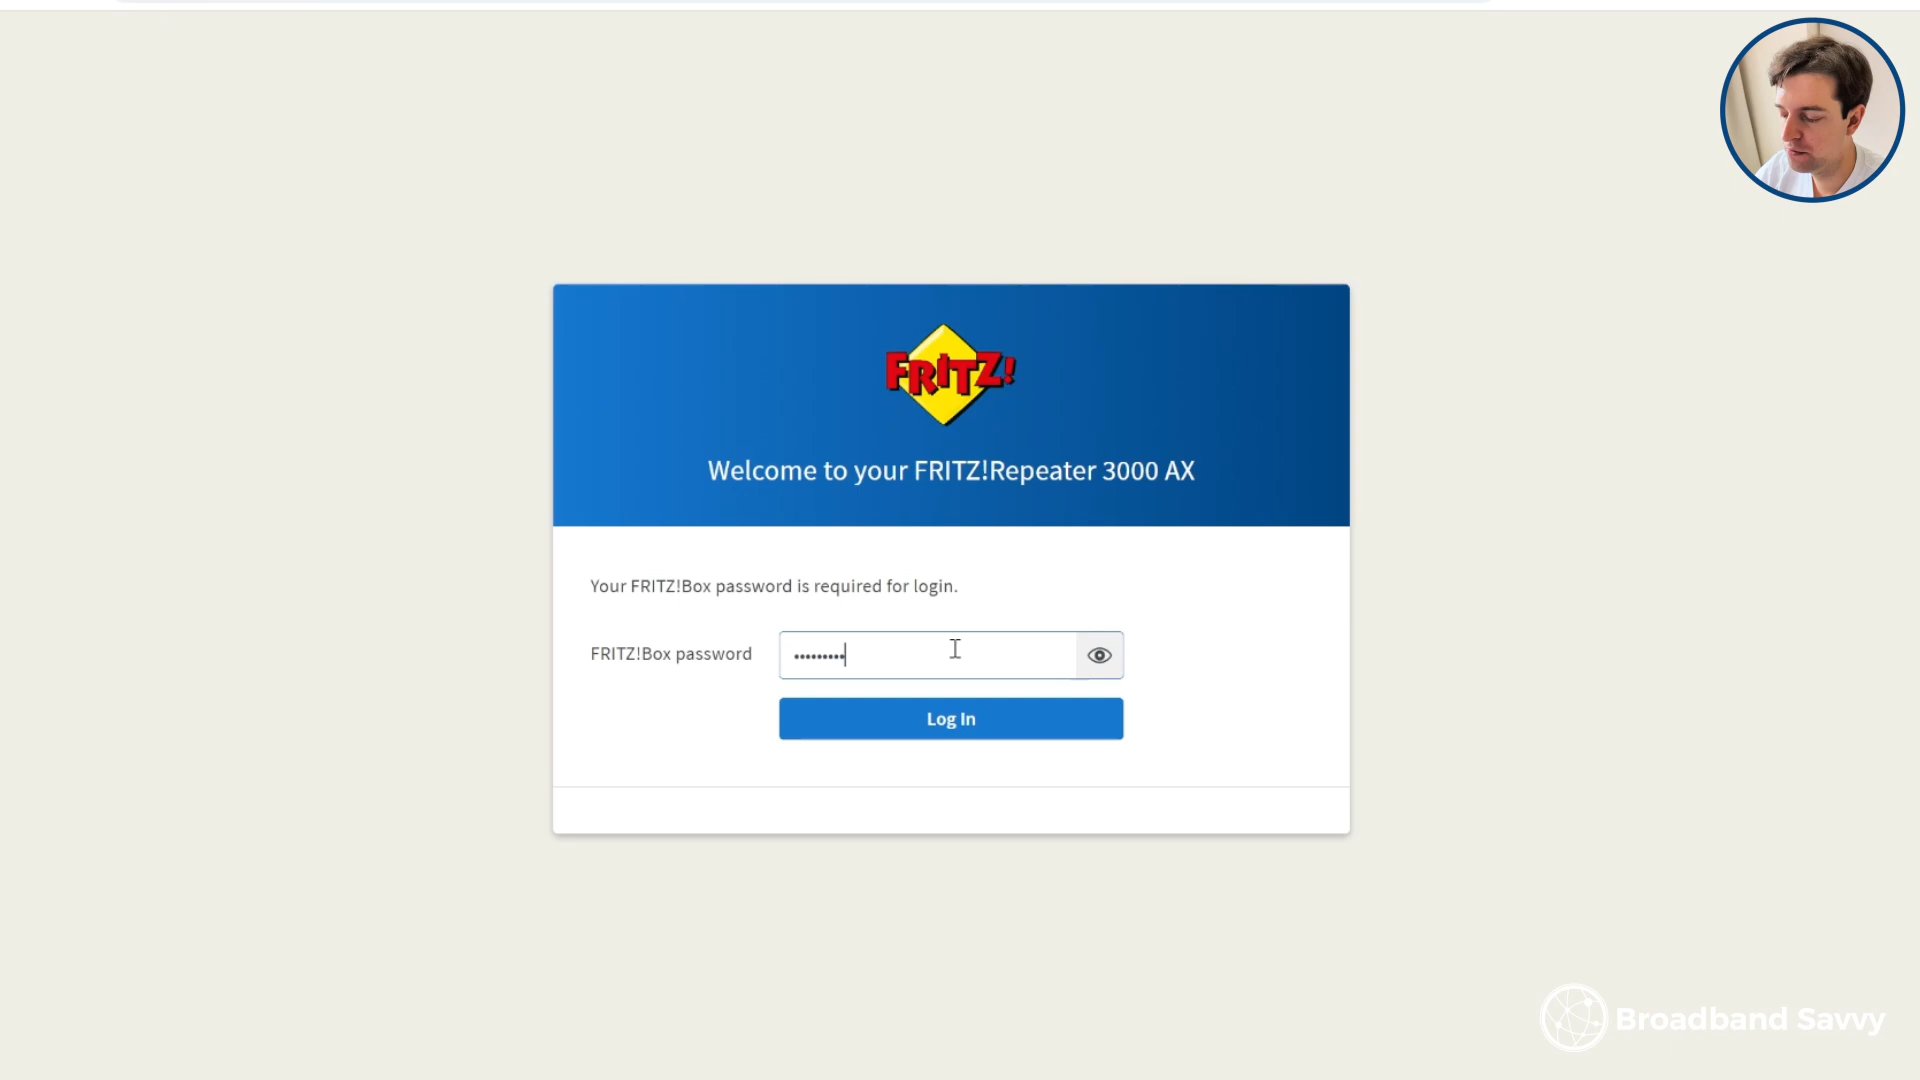 FRITZ!
Welcome to your FRITZ!Repeater 3000 AX
Your FRITZ!Box password is required for login.
FRITZ!Box password
•••••••••
Log In
Broadband Savvy